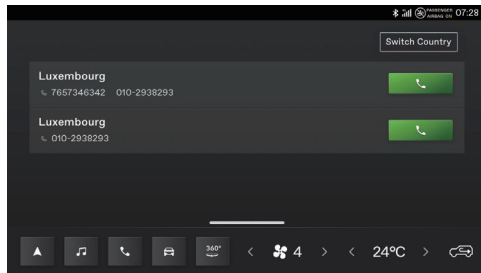 PASSENGER
AIRBAG ON 07:28
Switch Country
Luxembourg
7657346342 010-2938293
Luxembourg
010-2938293
360° 4 24°C